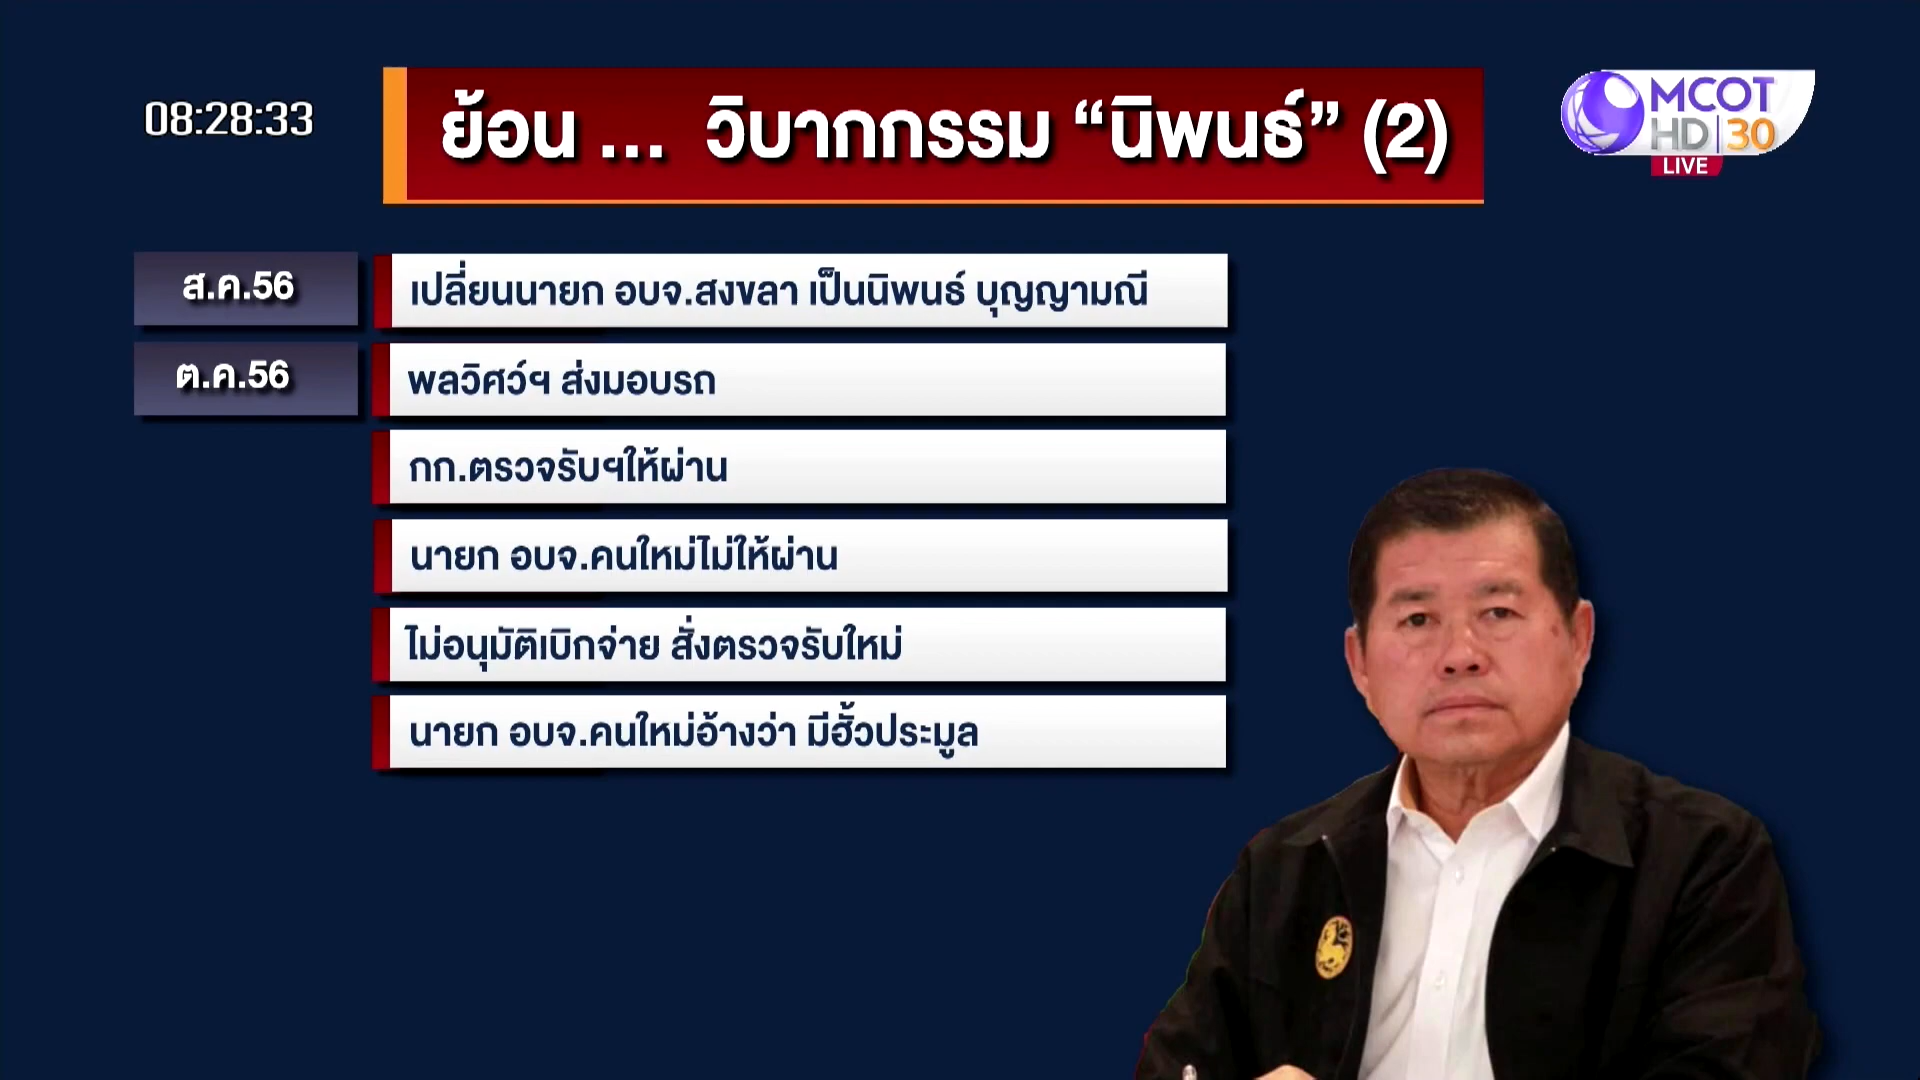 08:28:33
ย้อน ... วิบากกรรม “นิพนธ์” (2)
MCOT
HD 30
LIVE
ส.ค.56
เปลี่ยนนายก อบจ.สงขลา เป็นนิพนธ์ บุญญามณี
ต.ค.56
พลวิศว์ฯ ส่งมอบรถ
กก.ตรวจรับฯให้ผ่าน
นายก อบจ.คนใหม่ไม่ให้ผ่าน
ไม่อนุมัติเบิกจ่าย สั่งตรวจรับใหม่
นายก อบจ.คนใหม่อ้างว่า มีฮั้วประมูล